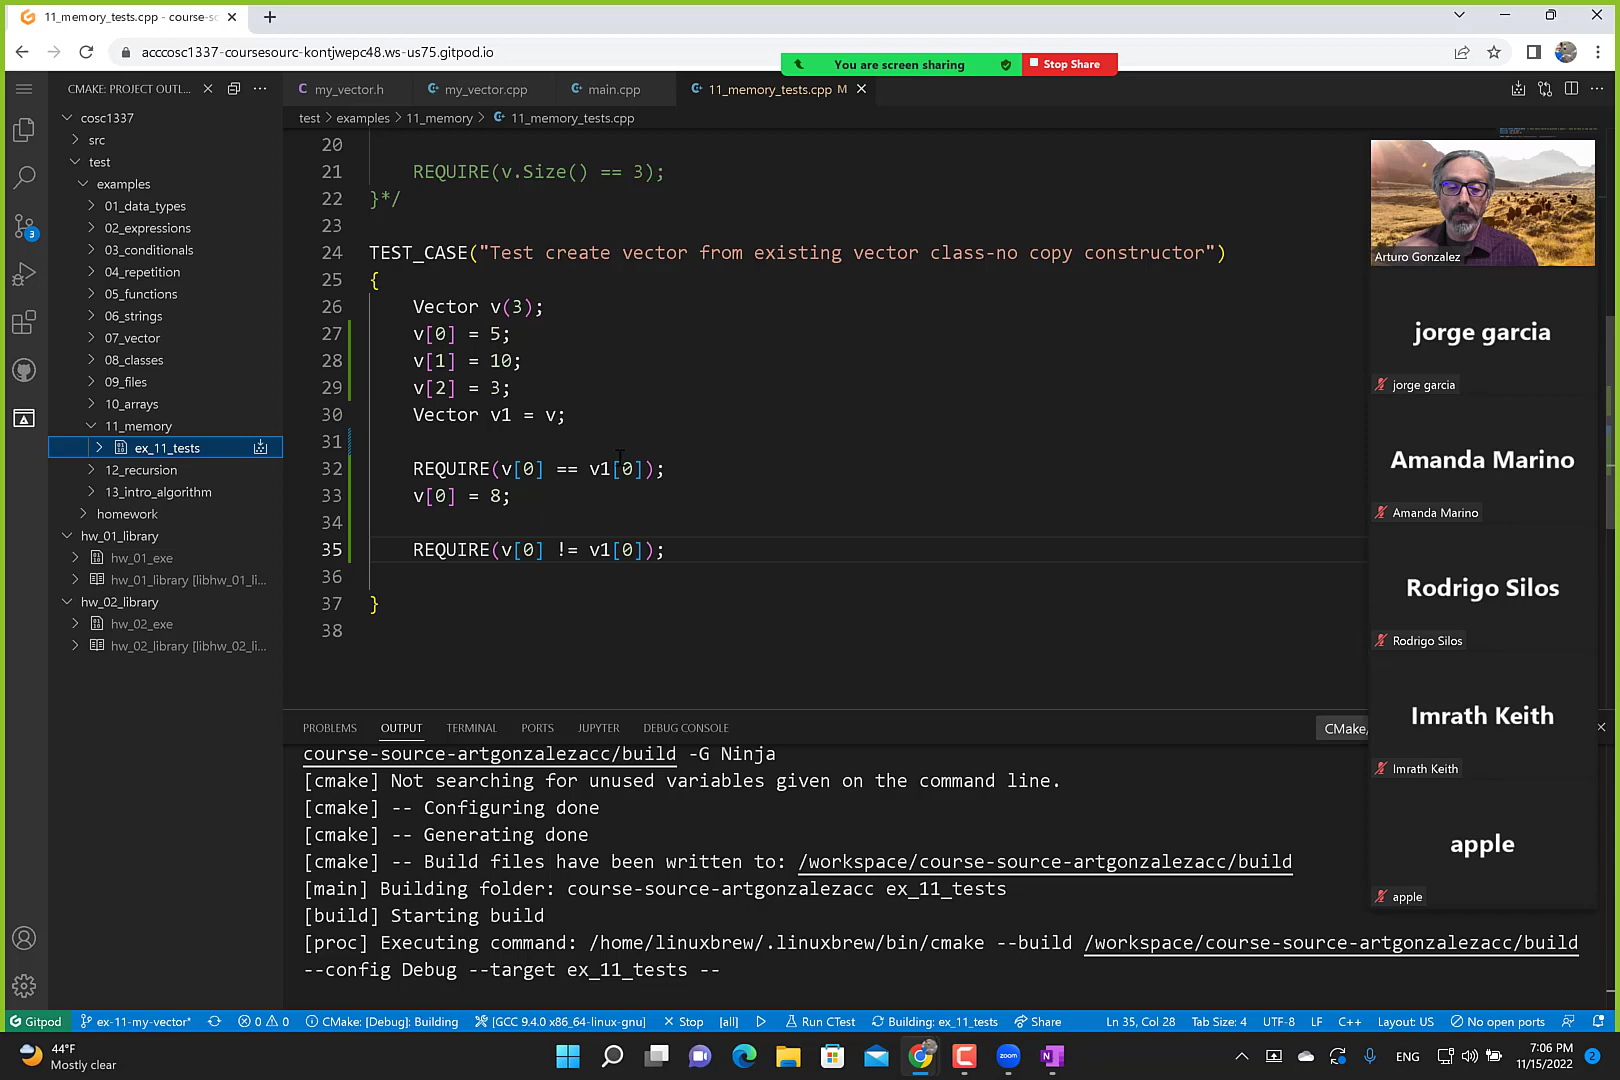 11_memory_tests.cpp - course-sc
acccosc1337-coursesourc-kontjwepc48.ws-us75.gitpod.io
You are screen sharing
Stop Share
CMAKE: PROJECT OUTL...
my_vector.h
my_vector.cpp
main.cpp
11_memory_tests.cpp M
test > examples > 11_memory > 11_memory_tests.cpp
cosc1337
src
test
examples
01_data_types
02_expressions
03_conditionals
04_repetition
05_functions
06_strings
07_vector
08_classes
09_files
10_arrays
11_memory
ex_11_tests
12_recursion
13_intro_algorithm
homework
hw_01_library
hw_01_exe
hw_01_library [libhw_01_li...
hw_02_library
hw_02_exe
hw_02_library [libhw_02_li...
3
20
21 REQUIRE(v.Size() == 3);
22 }*/
23
24 TEST_CASE("Test create vector from existing vector class-no copy constructor")
25 {
26 Vector v(3);
27 v[0] = 5;
28 v[1] = 10;
29 v[2] = 3;
30 Vector v1 = v;
31
32 REQUIRE(v[0] == v1[0]);
33 v[0] = 8;
34
35 REQUIRE(v[0] != v1[0]);
36
37 }
38
Arturo Gonzalez
jorge garcia
jorge garcia
Amanda Marino
Amanda Marino
Rodrigo Silos
Rodrigo Silos
Imrath Keith
Imrath Keith
apple
apple
PROBLEMS OUTPUT TERMINAL PORTS JUPYTER DEBUG CONSOLE
CMake/
course-source-artgonzalezacc/build -G Ninja
[cmake] Not searching for unused variables given on the command line.
[cmake] -- Configuring done
[cmake] -- Generating done
[cmake] -- Build files have been written to: /workspace/course-source-artgonzalezacc/build
[main] Building folder: course-source-artgonzalezacc ex_11_tests
[build] Starting build
[proc] Executing command: /home/linuxbrew/.linuxbrew/bin/cmake --build /workspace/course-source-artgonzalezacc/build
--config Debug --target ex_11_tests --
Gitpod ex-11-my-vector* 0 0 CMake: [Debug]: Building [GCC 9.4.0 x86_64-linux-gnu] Stop [all] Run CTest Building: ex_11_tests Share Ln 35, Col 28 Tab Size: 4 UTF-8 LF C++ Layout: US No open ports
44°F
Mostly clear
zoom
N
ENG
7:06 PM
11/15/2022
2